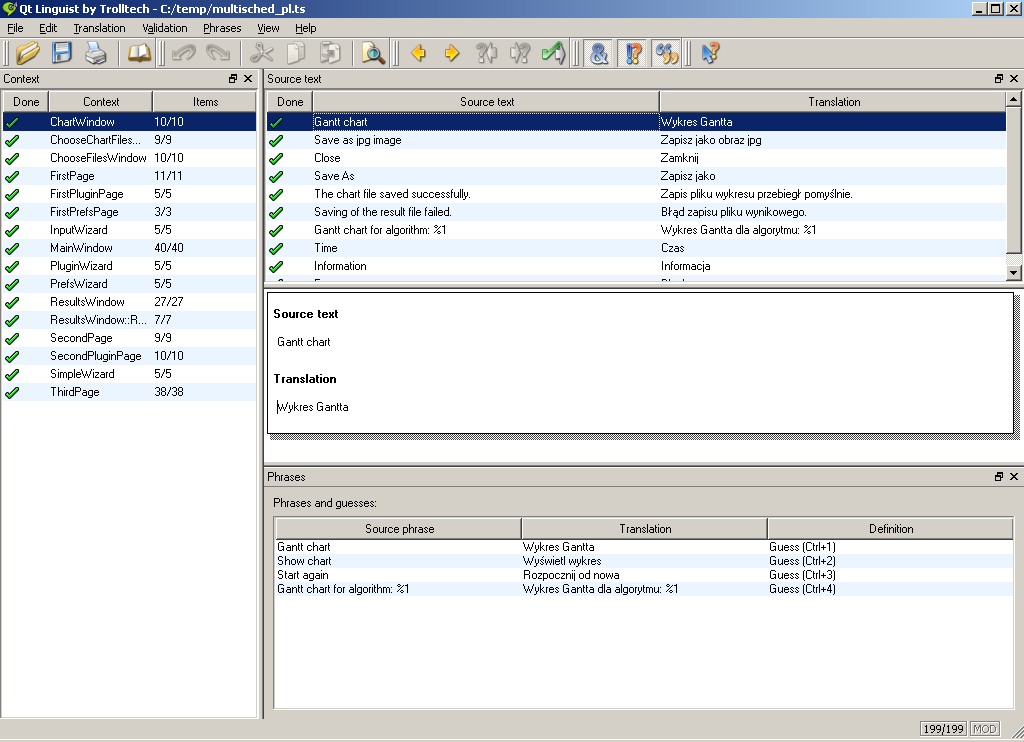 Qt Linguist by Trolltech - C:/temp/multisched_pl.ts
File Edit Translation Validation Phrases View Help
Context
Done Context Items
ChartWindow 10/10
ChooseChartFiles... 9/9
ChooseFilesWindow 10/10
FirstPage 11/11
FirstPluginPage 5/5
FirstPrefsPage 3/3
InputWizard 5/5
MainWindow 40/40
PluginWizard 5/5
PrefsWizard 5/5
ResultsWindow 27/27
ResultsWindow::R... 7/7
SecondPage 9/9
SecondPluginPage 10/10
SimpleWizard 5/5
ThirdPage 38/38
Source text
Done Source text Translation
Gantt chart Wykres Gantta
Save as jpg image Zapisz jako obraz jpg
Close Zamknij
Save As Zapisz jako
The chart file saved successfully. Zapis pliku wykresu przebiegł pomyślnie.
Saving of the result file failed. Błąd zapisu pliku wynikowego.
Gantt chart for algorithm: %1 Wykres Gantta dla algorytmu: %1
Time Czas
Information Informacja
Source text
Gantt chart
Translation
Wykres Gantta
Phrases
Phrases and guesses:
Source phrase Translation Definition
Gantt chart Wykres Gantta Guess (Ctrl+1)
Show chart Wyświetl wykres Guess (Ctrl+2)
Start again Rozpocznij od nowa Guess (Ctrl+3)
Gantt chart for algorithm: %1 Wykres Gantta dla algorytmu: %1 Guess (Ctrl+4)
199/199 MOD